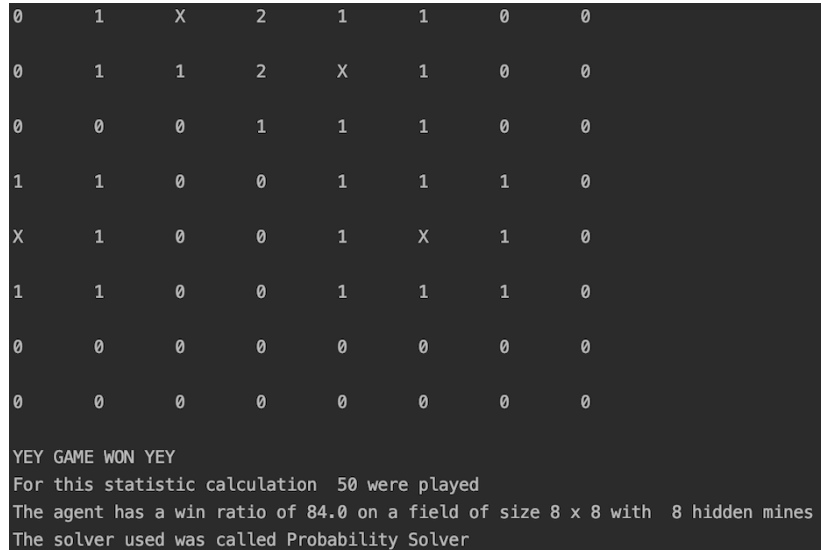 0 1 X 2 1 1 0 0
0 1 1 2 X 1 0 0
0 0 0 1 1 1 0 0
1 1 0 0 1 1 1 0
X 1 0 0 1 X 1 0
1 1 0 0 1 1 1 0
0 0 0 0 0 0 0 0
0 0 0 0 0 0 0 0
YEY GAME WON YEY
For this statistic calculation  50 were played
The agent has a win ratio of 84.0 on a field of size 8 x 8 with  8 hidden mines
The solver used was called Probability Solver